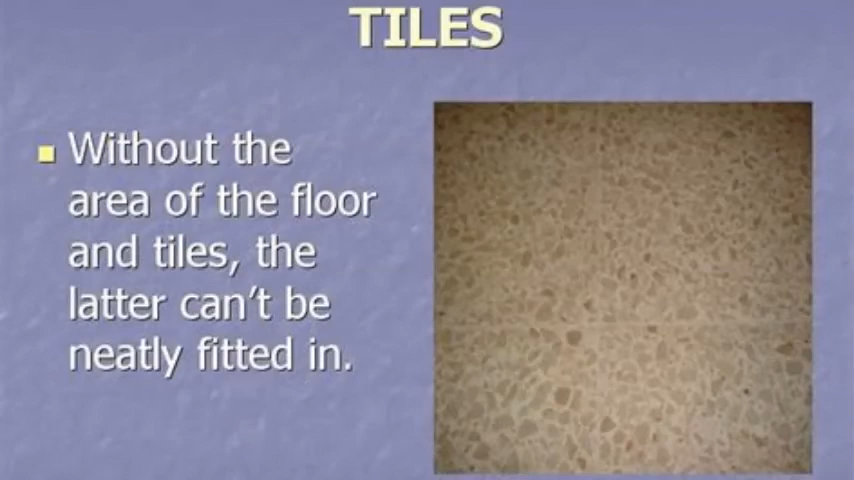 TILES
Without the
area of the floor
and tiles, the
latter can't be
neatly fitted in.